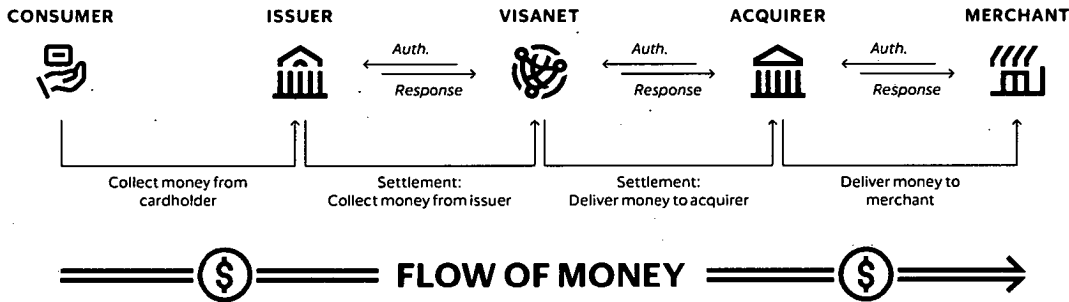 CONSUMER ISSUER VISANET ACQUIRER MERCHANT
Auth. Auth. Auth.
Response Response Response
Collect money from cardholder
Settlement:
Collect money from issuer
Settlement:
Deliver money to acquirer
Deliver money to merchant
$ FLOW OF MONEY $